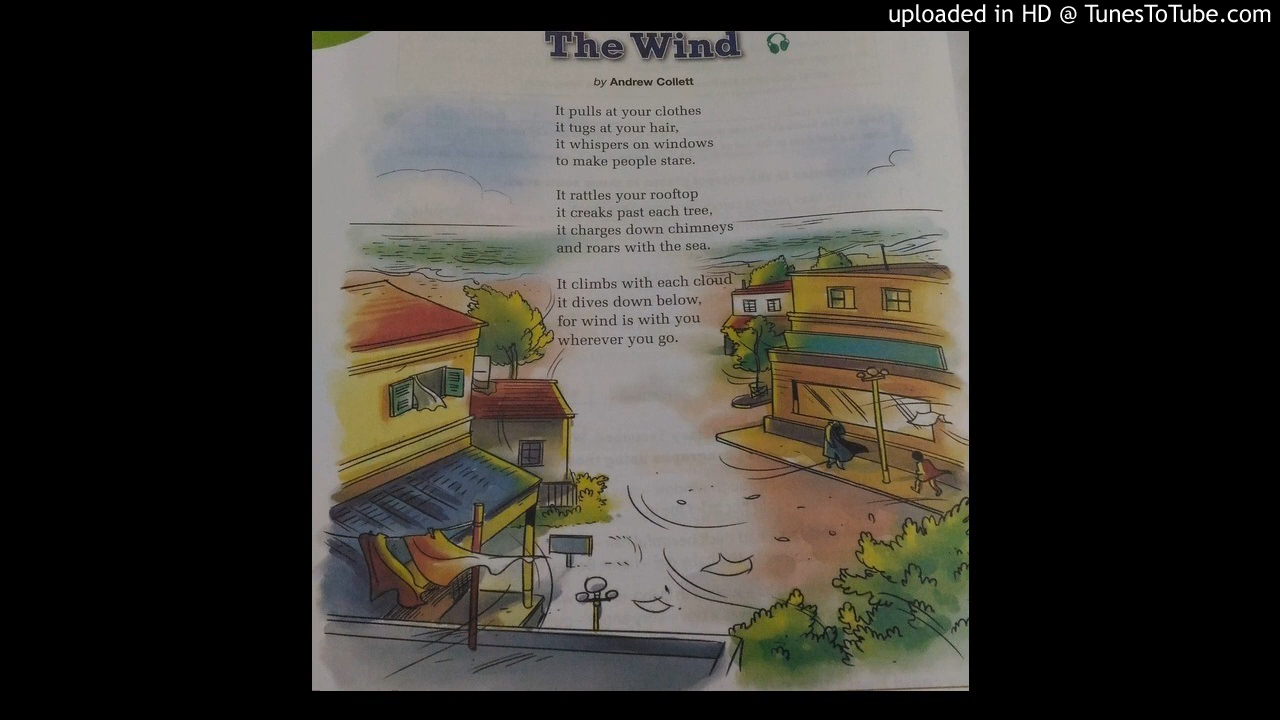 uploaded in HD @ TunesToTube.com
The Wind
by Andrew Collett
It pulls at your clothes
it tugs at your hair,
it whispers on windows
to make people stare.
It rattles your rooftop
it creaks past each tree,
it charges down chimneys
and roars with the sea.
It climbs with each cloud
it dives down below,
for wind is with you
wherever you go.